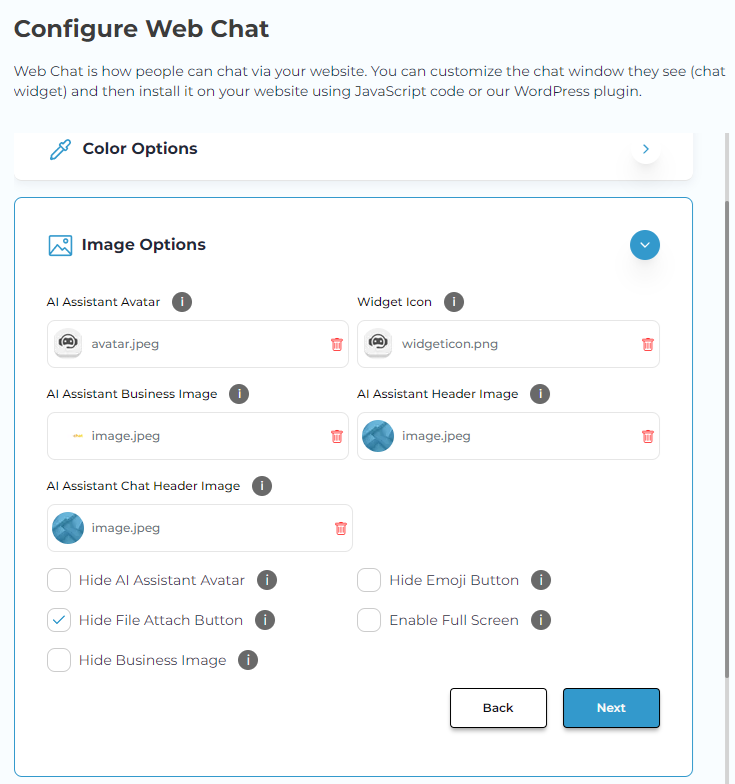 Configure Web Chat
Web Chat is how people can chat via your website. You can customize the chat window they see (chat
widget) and then install it on your website using JavaScript code or our WordPress plugin.
Color Options
Image Options
AI Assistant Avatar i
Widget Icon i
avatar.jpeg
widgeticon.png
AI Assistant Business Image i
AI Assistant Header Image i
image.jpeg
image.jpeg
AI Assistant Chat Header Image i
image.jpeg
Hide AI Assistant Avatar i
Hide Emoji Button i
Hide File Attach Button i
Enable Full Screen i
Hide Business Image i
Back
Next